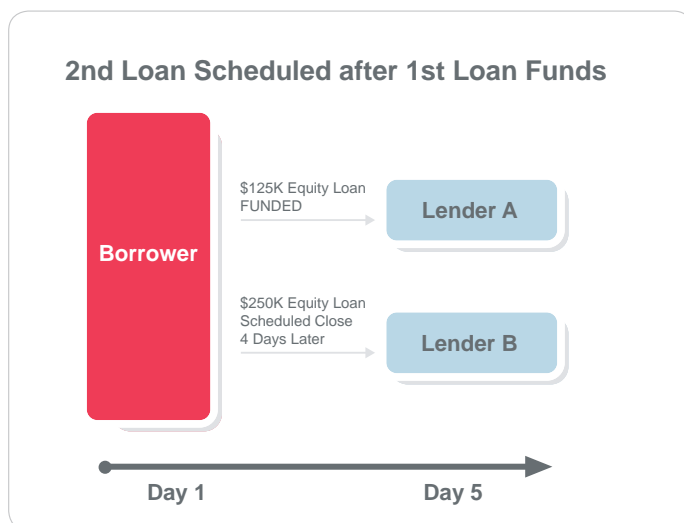 2nd Loan Scheduled after 1st Loan Funds
Borrower
$125K Equity Loan
FUNDED
Lender A
$250K Equity Loan
Scheduled Close
4 Days Later
Lender B
Day 1
Day 5